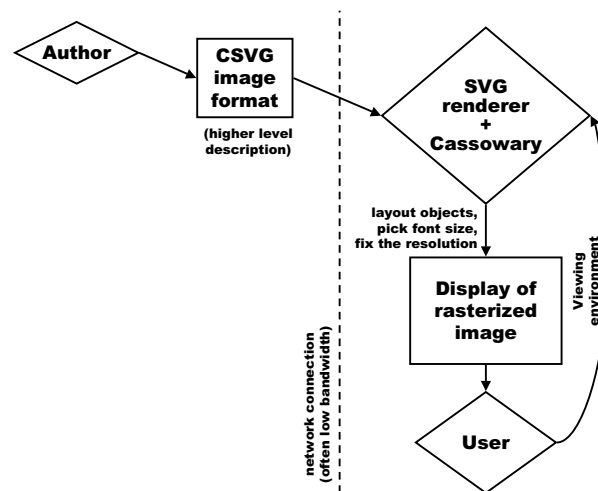 Author
CSVG
image
format
(higher level
description)
SVG
renderer
+
Cassowary
layout objects,
pick font size,
fix the resolution
Display of
rasterized
image
Viewing
environment
network connection
(often low bandwidth)
User